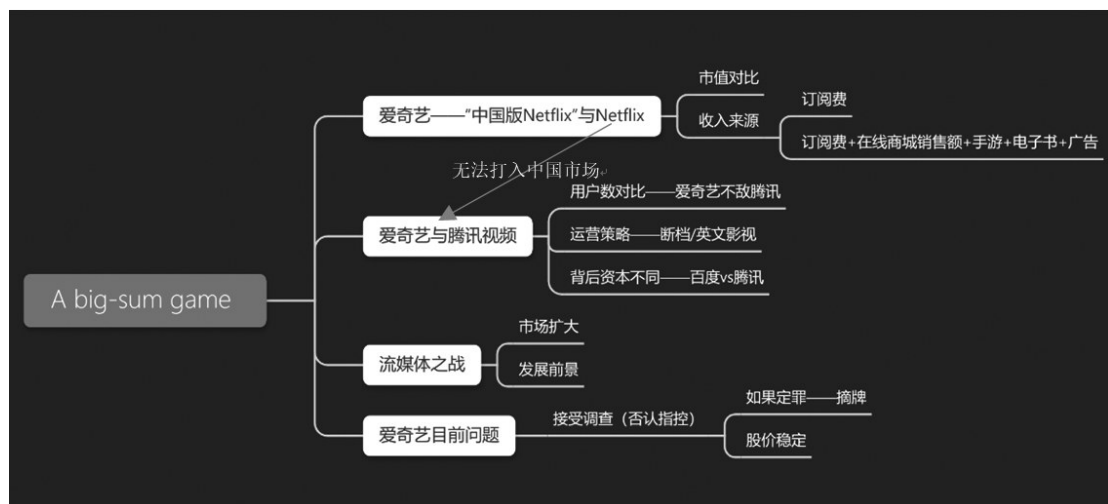 A big-sum game
爱奇艺——“中国版Netflix”与Netflix
市值对比
收入来源
订阅费
订阅费+在线商城销售额+手游+电子书+广告
无法打入中国市场
爱奇艺与腾讯视频
用户数对比——爱奇艺不敌腾讯
运营策略——断档/英文影视
背后资本不同——百度vs腾讯
流媒体之战
市场扩大
发展前景
爱奇艺目前问题
接受调查（否认指控）
如果定罪——摘牌
股价稳定